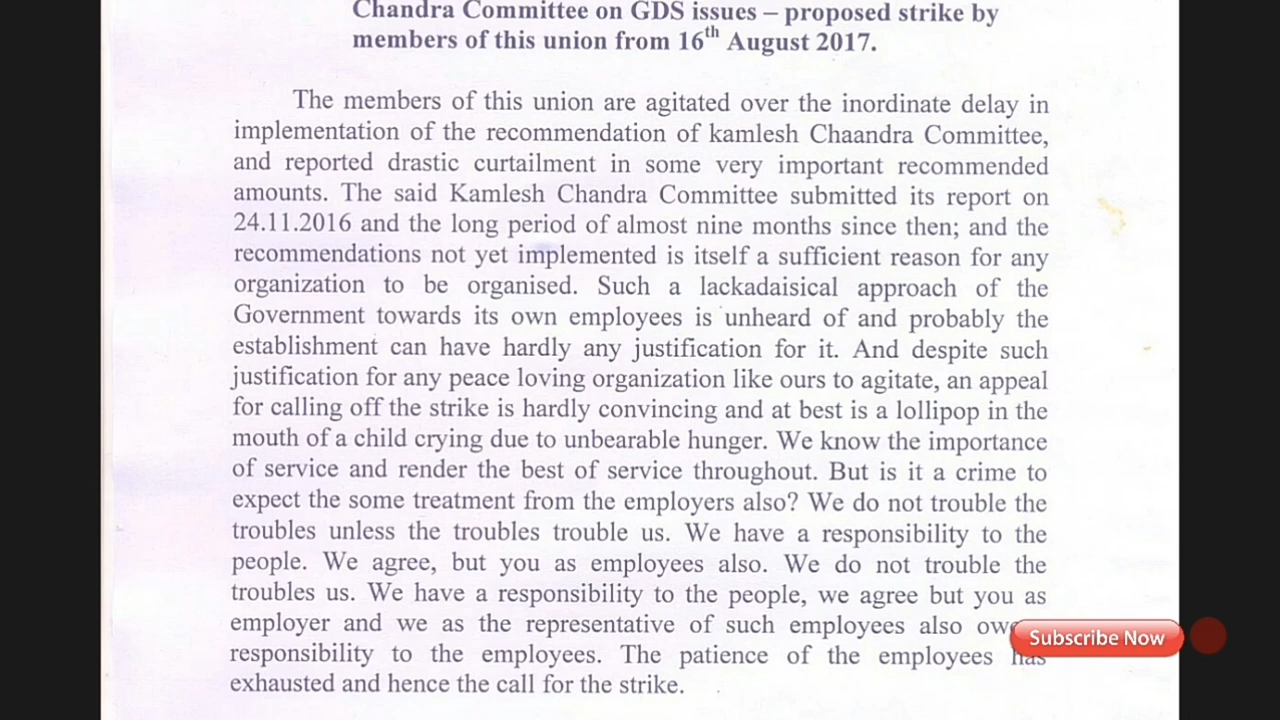 Chandra Committee on GDS issues – proposed strike by
members of this union from 16th August 2017.
The members of this union are agitated over the inordinate delay in
implementation of the recommendation of kamlesh Chaandra Committee,
and reported drastic curtailment in some very important recommended
amounts. The said Kamlesh Chandra Committee submitted its report on
24.11.2016 and the long period of almost nine months since then; and the
recommendations not yet implemented is itself a sufficient reason for any
organization to be organised. Such a lackadaisical approach of the
Government towards its own employees is unheard of and probably the
establishment can have hardly any justification for it. And despite such
justification for any peace loving organization like ours to agitate, an appeal
for calling off the strike is hardly convincing and at best is a lollipop in the
mouth of a child crying due to unbearable hunger. We know the importance
of service and render the best of service throughout. But is it a crime to
expect the some treatment from the employers also? We do not trouble the
troubles unless the troubles trouble us. We have a responsibility to the
people. We agree, but you as employees also. We do not trouble the
troubles us. We have a responsibility to the people, we agree but you as
employer and we as the representative of such employees also
responsibility to the employees. The patience of the employees has
exhausted and hence the call for the strike.
Subscribe Now